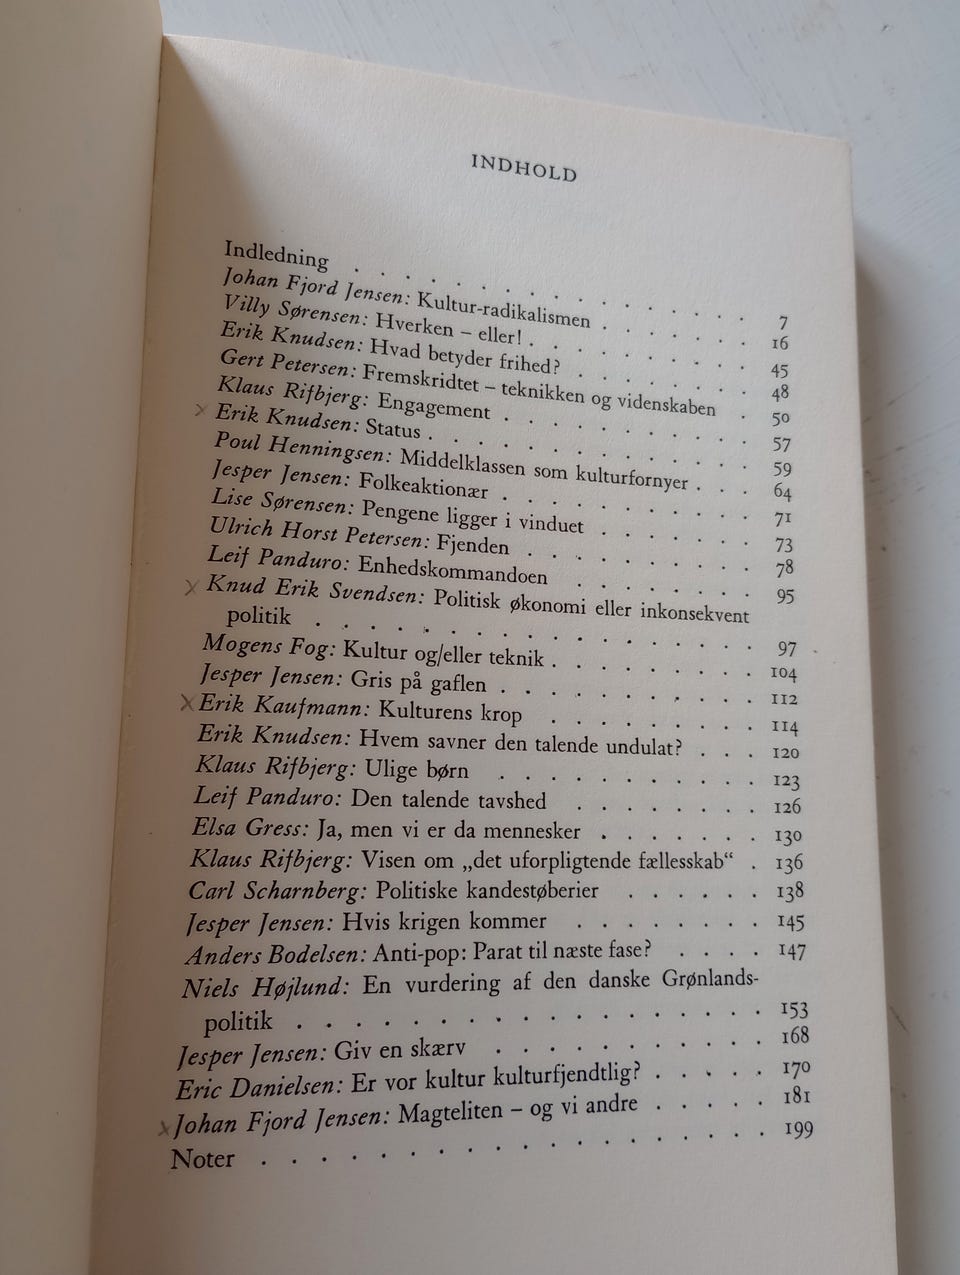 INDHOLD
Indledning . . . . . . . . . . . . . . . . 7
Johan Fjord Jensen: Kultur-radikalismen . . . . . . 16
Villy Sørensen: Hverken – eller! . . . . . . . . . 45
Erik Knudsen: Hvad betyder frihed? . . . . . . . 48
Gert Petersen: Fremskridtet – teknikken og videnskaben . 50
Klaus Rifbjerg: Engagement . . . . . . . . . . 57
Erik Knudsen: Status . . . . . . . . . . . . . 59
Poul Henningsen: Middelklassen som kulturfornyer . . . 64
Jesper Jensen: Folkeaktionær . . . . . . . . . . 71
Lise Sørensen: Pengene ligger i vinduet . . . . . . 73
Ulrich Horst Petersen: Fjenden . . . . . . . . . 78
Leif Panduro: Enhedskommandoen . . . . . . . . 95
Knud Erik Svendsen: Politisk økonomi eller inkonsekvent
politik . . . . . . . . . . . . . . . . . . 97
Mogens Fog: Kultur og/eller teknik . . . . . . . . 104
Jesper Jensen: Gris på gaflen . . . . . . . . . . 112
Erik Kaufmann: Kulturens krop . . . . . . . . . 114
Erik Knudsen: Hvem savner den talende undulat? . . . 120
Klaus Rifbjerg: Ulige børn . . . . . . . . . . . 123
Leif Panduro: Den talende tavshed . . . . . . . . 126
Elsa Gress: Ja, men vi er da mennesker . . . . . . . 130
Klaus Rifbjerg: Visen om „det uforpligtende fællesskab“ . 136
Carl Scharnberg: Politiske kandestøberier . . . . . . 138
Jesper Jensen: Hvis krigen kommer . . . . . . . . 145
Anders Bodelsen: Anti-pop: Parat til næste fase? . . . . 147
Niels Højlund: En vurdering af den danske Grønlands-
politik . . . . . . . . . . . . . . . . . 153
Jesper Jensen: Giv en skærv . . . . . . . . . . . 168
Eric Danielsen: Er vor kultur kulturfjendtlig? . . . . . 170
Johan Fjord Jensen: Magteliten – og vi andre . . . . . 181
Noter . . . . . . . . . . . . . . . . . . . 199